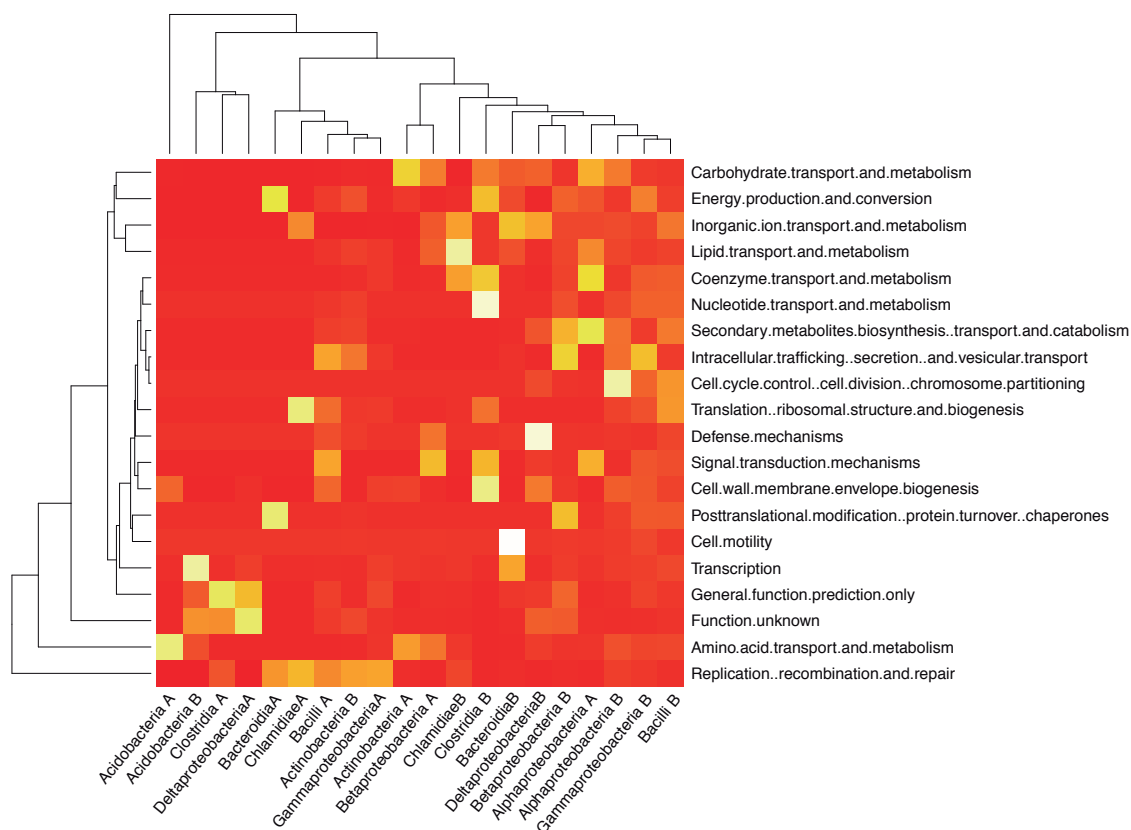 Carbohydrate.transport.and.metabolism
Energy.production.and.conversion
Inorganic.ion.transport.and.metabolism
Lipid.transport.and.metabolism
Coenzyme.transport.and.metabolism
Nucleotide.transport.and.metabolism
Secondary.metabolites.biosynthesis..transport.and.catabolism
Intracellular.trafficking..secretion..and.vesicular.transport
Cell.cycle.control..cell.division..chromosome.partitioning
Translation..ribosomal.structure.and.biogenesis
Defense.mechanisms
Signal.transduction.mechanisms
Cell.wall.membrane.envelope.biogenesis
Posttranslational.modification..protein.turnover..chaperones
Cell.motility
Transcription
General.function.prediction.only
Function.unknown
Amino.acid.transport.and.metabolism
Replication..recombination.and.repair
Acidobacteria A
Acidobacteria B
Clostridia A
DeltaproteobacteriaA
BacteroidiaA
ChlamidiaeA
Bacilli A
Actinobacteria B
GammaproteobacteriaA
Actinobacteria A
Betaproteobacteria A
ChlamidiaeB
Clostridia B
BacteroidiaB
DeltaproteobacteriaB
Betaproteobacteria B
Alphaproteobacteria A
Alphaproteobacteria B
Gammaproteobacteria B
Bacilli B